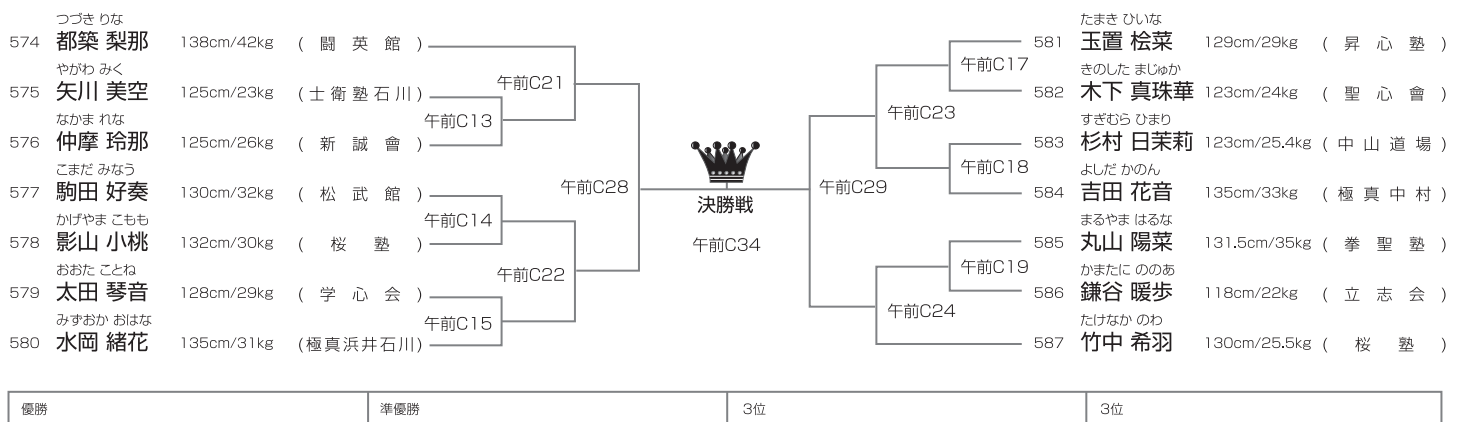 つづき りな
574 都築 梨那 138cm/42kg ( 闘 英 館 )
やがわ みく
575 矢川 美空 125cm/23kg (士衛塾石川)
なかま れな
576 仲摩 玲那 125cm/26kg ( 新 誠 會 )
こまだ みなう
577 駒田 好奏 130cm/32kg ( 松 武 館 )
かげやま こもも
578 影山 小桃 132cm/30kg ( 桜 塾 )
おおた ことね
579 太田 琴音 128cm/29kg ( 学 心 会 )
みずおか おはな
580 水岡 緒花 135cm/31kg (極真浜井石川)
午前C21
午前C13
午前C28
午前C14
午前C22
午前C15
決勝戦
午前C34
午前C17
午前C23
午前C18
午前C29
午前C19
午前C24
たまき ひいな
581 玉置 桧菜 129cm/29kg ( 昇 心 塾 )
きのした まじゅか
582 木下 真珠華 123cm/24kg ( 聖 心 會 )
すぎむら ひまり
583 杉村 日茉莉 123cm/25.4kg ( 中 山 道 場 )
よしだ かのん
584 吉田 花音 135cm/33kg ( 極 真 中 村 )
まるやま はるな
585 丸山 陽菜 131.5cm/35kg ( 拳 聖 塾 )
かまたに ののあ
586 鎌谷 暖歩 118cm/22kg ( 立 志 会 )
たけなか のわ
587 竹中 希羽 130cm/25.5kg ( 桜 塾 )
優勝 準優勝 3位 3位